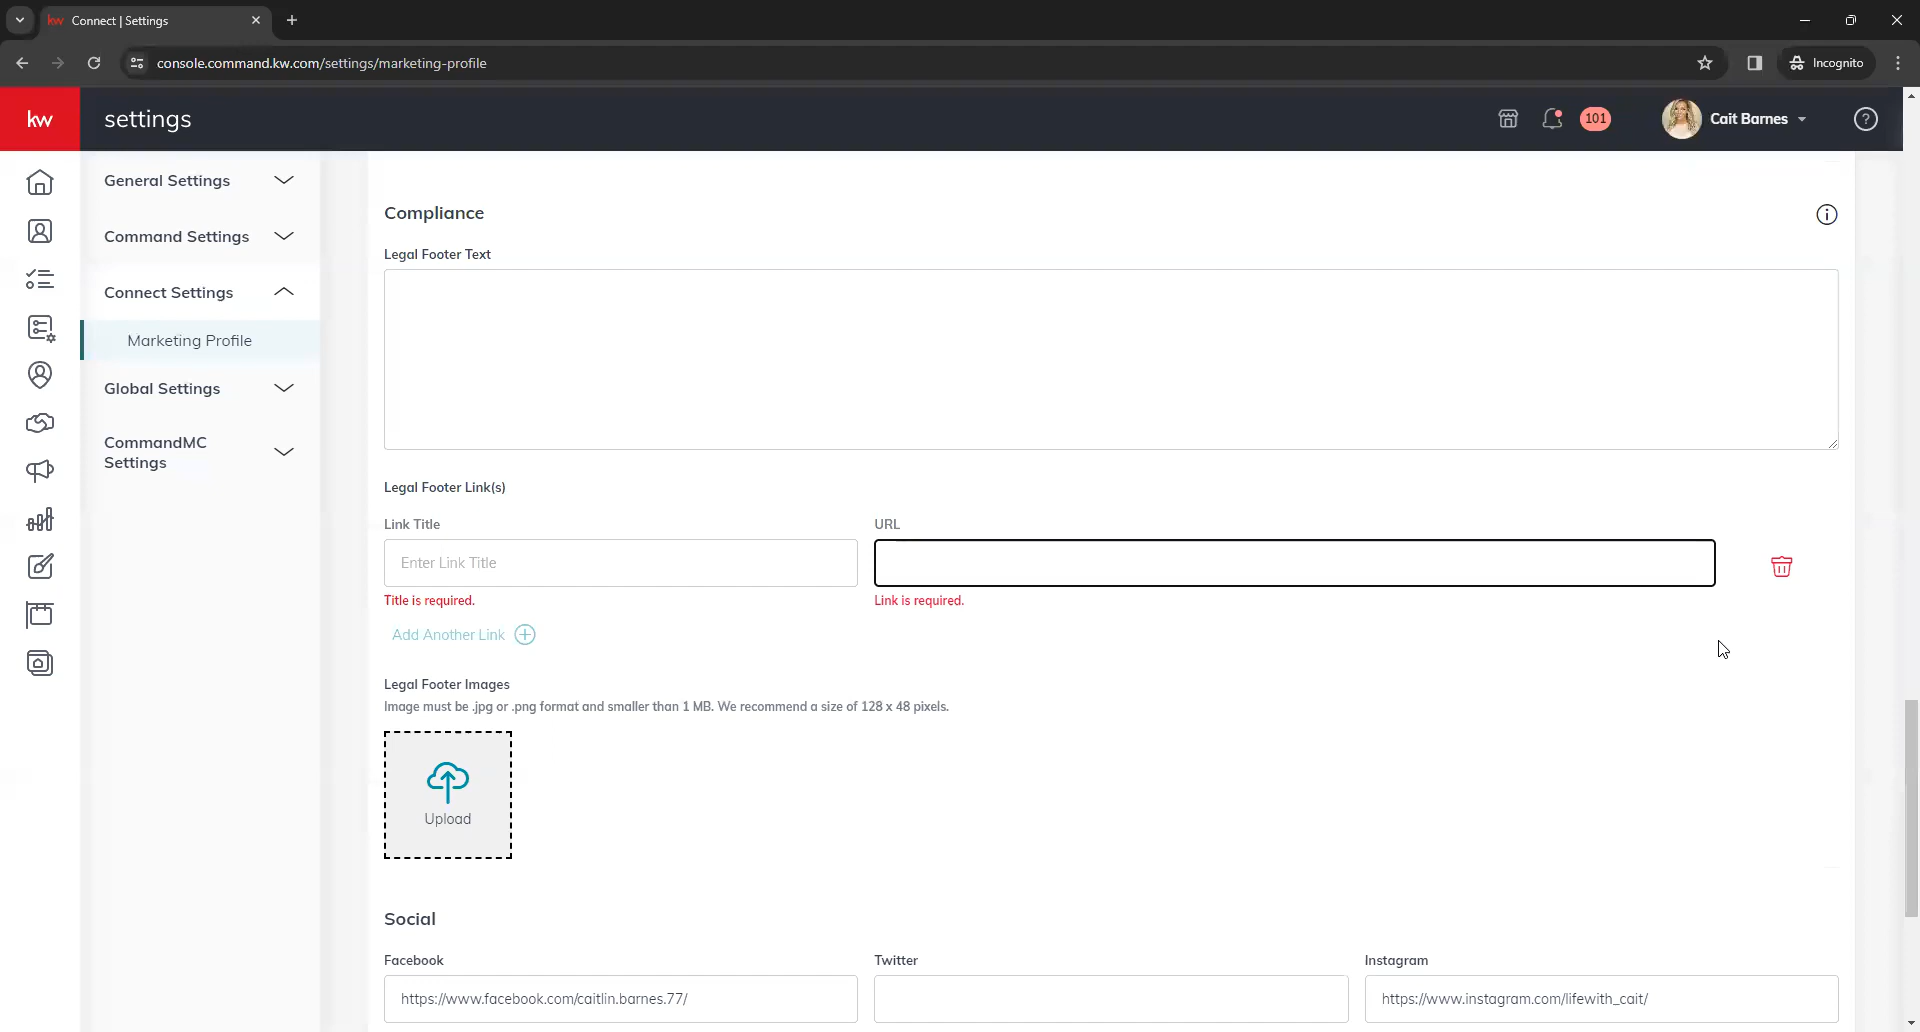 kw Connect | Settings
console.command.kw.com/settings/marketing-profile
Incognito
kw
settings
101
Cait Barnes
General Settings
Command Settings
Connect Settings
Marketing Profile
Global Settings
CommandMC
Settings
Compliance
Legal Footer Text
Legal Footer Link(s)
Link Title
URL
Enter Link Title
Title is required.
Link is required.
Add Another Link
Legal Footer Images
Image must be .jpg or .png format and smaller than 1 MB. We recommend a size of 128 x 48 pixels.
Upload
Social
Facebook
Twitter
Instagram
https://www.facebook.com/caitlin.barnes.77/
https://www.instagram.com/lifewith_cait/